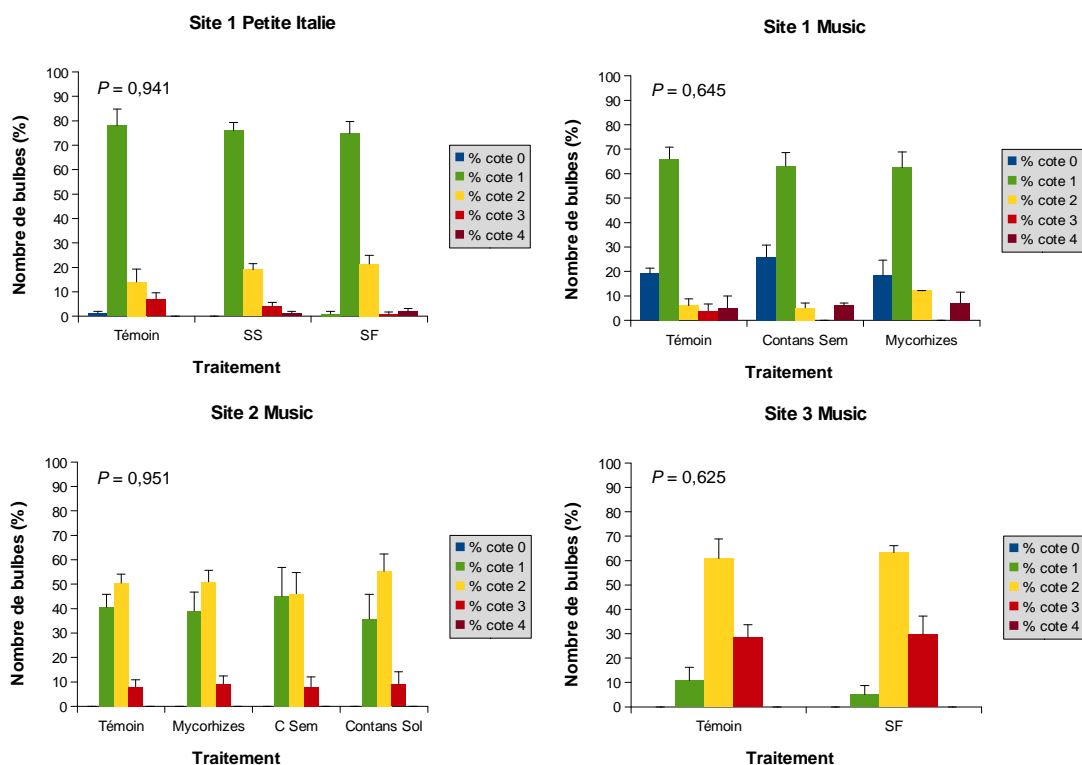 Site 1 Petite Italie
P = 0,941
Nombre de bulbes (%)
100
90
80
70
60
50
40
30
20
10
0
Témoin SS SF
Traitement
% cote 0
% cote 1
% cote 2
% cote 3
% cote 4
Site 1 Music
P = 0,645
Nombre de bulbes (%)
100
90
80
70
60
50
40
30
20
10
0
Témoin Contans Sem Mycorhizes
Traitement
% cote 0
% cote 1
% cote 2
% cote 3
% cote 4
Site 2 Music
P = 0,951
Nombre de bulbes (%)
100
90
80
70
60
50
40
30
20
10
0
Témoin Mycorhizes C Sem Contans Sol
Traitement
% cote 0
% cote 1
% cote 2
% cote 3
% cote 4
Site 3 Music
P = 0,625
Nombre de bulbes (%)
100
90
80
70
60
50
40
30
20
10
0
Témoin SF
Traitement
% cote 0
% cote 1
% cote 2
% cote 3
% cote 4